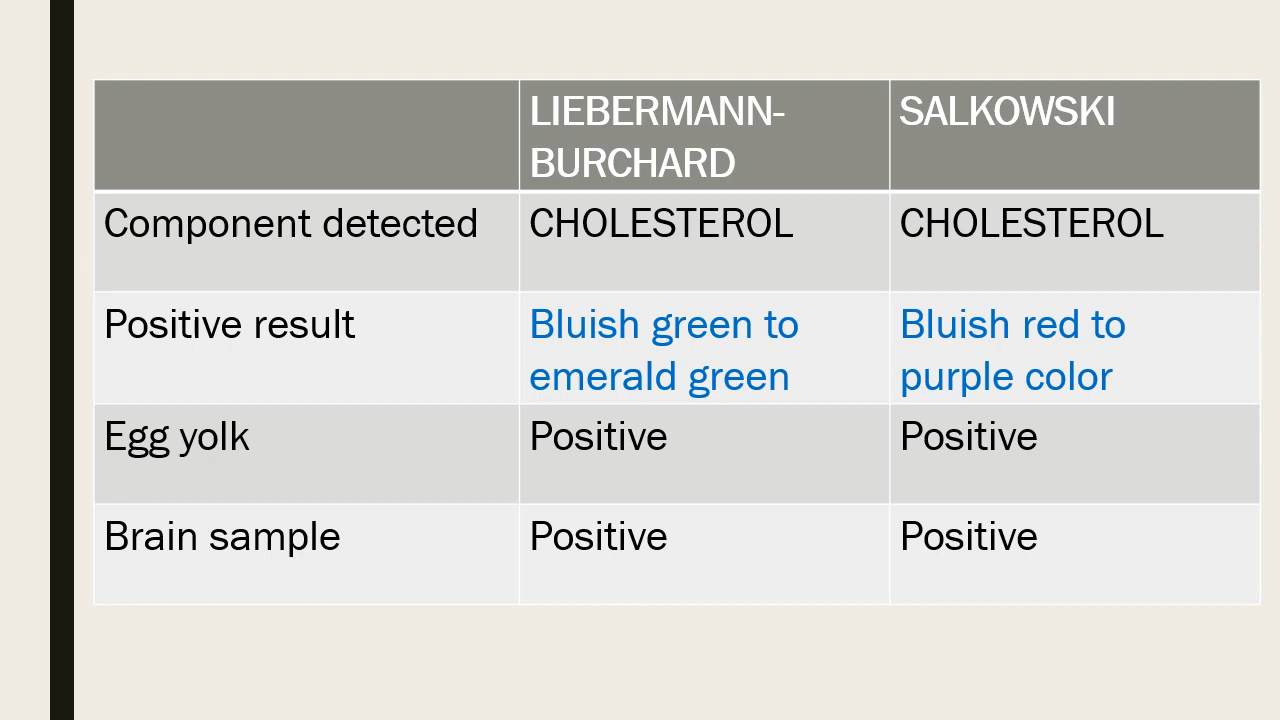 LIEBERMANN-
BURCHARD
SALKOWSKI
Component detected
CHOLESTEROL
CHOLESTEROL
Positive result
Bluish green to
emerald green
Bluish red to
purple color
Egg yolk
Positive
Positive
Brain sample
Positive
Positive